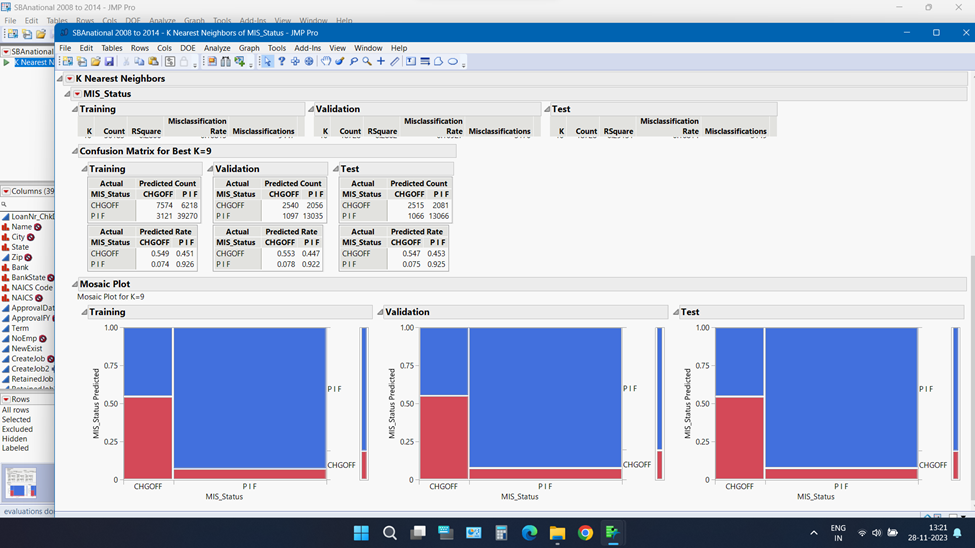 SBAnational 2008 to 2014 - JMP Pro
File Edit Tables Rows Cols DOE Analyze Graph Tools Add-Ins View Window Help
SBAnational 2008 to 2014 - K Nearest Neighbors of MIS_Status - JMP Pro
File Edit Tables Rows Cols DOE Analyze Graph Tools Add-Ins View Window Help
SBAnational 2008 to 2
K Nearest N
K Nearest Neighbors
MIS_Status
Training Validation Test
Misclassification Misclassification Misclassification
K Count RSquare Misclassifications K Count RSquare Misclassifications K Count RSquare Misclassifications
Confusion Matrix for Best K=9
Training Validation Test
Actual Predicted Count Actual Predicted Count Actual Predicted Count
MIS_Status CHGOFF P I F MIS_Status CHGOFF P I F MIS_Status CHGOFF P I F
CHGOFF 7574 6218 CHGOFF 2540 2056 CHGOFF 2515 2081
P I F 3121 39270 P I F 1097 13035 P I F 1066 13066
Actual Predicted Rate Actual Predicted Rate Actual Predicted Rate
MIS_Status CHGOFF P I F MIS_Status CHGOFF P I F MIS_Status CHGOFF P I F
CHGOFF 0.549 0.451 CHGOFF 0.553 0.447 CHGOFF 0.547 0.453
P I F 0.074 0.926 P I F 0.078 0.922 P I F 0.075 0.925
Columns (39
LoanNr_ChkD
Name
City
State
Zip
Bank
BankState
NAICS Code
NAICS
ApprovalDat
ApprovalFY
Term
NoEmp
NewExist
CreateJob
CreateJob2
RetainedJob
Rows
All rows
Selected
Excluded
Hidden
Labeled
evaluations do
Mosaic Plot
Mosaic Plot for K=9
Training Validation Test
1.00 1.00 1.00
0.75 0.75 0.75
0.50 0.50 0.50
0.25 0.25 0.25
0 0 0
MIS_Status Predicted MIS_Status Predicted MIS_Status Predicted
P I F P I F P I F
CHGOFF CHGOFF CHGOFF
CHGOFF P I F CHGOFF P I F CHGOFF P I F
MIS_Status MIS_Status MIS_Status
ENG
IN
13:21
28-11-2023